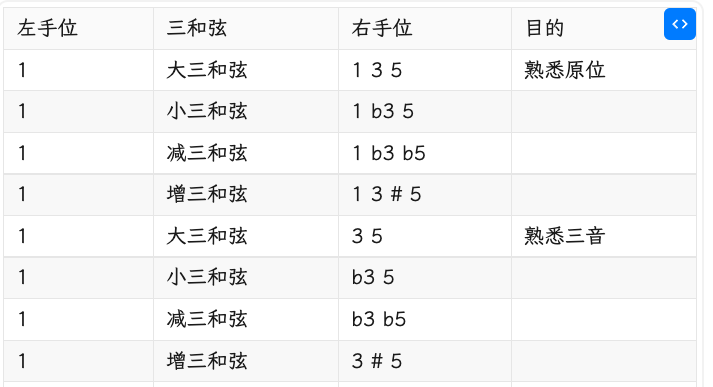 左手位 三和弦 右手位 目的
1 大三和弦 1 3 5 熟悉原位
1 小三和弦 1 b3 5
1 减三和弦 1 b3 b5
1 增三和弦 1 3 # 5
1 大三和弦 3 5 熟悉三音
1 小三和弦 b3 5
1 减三和弦 b3 b5
1 增三和弦 3 # 5